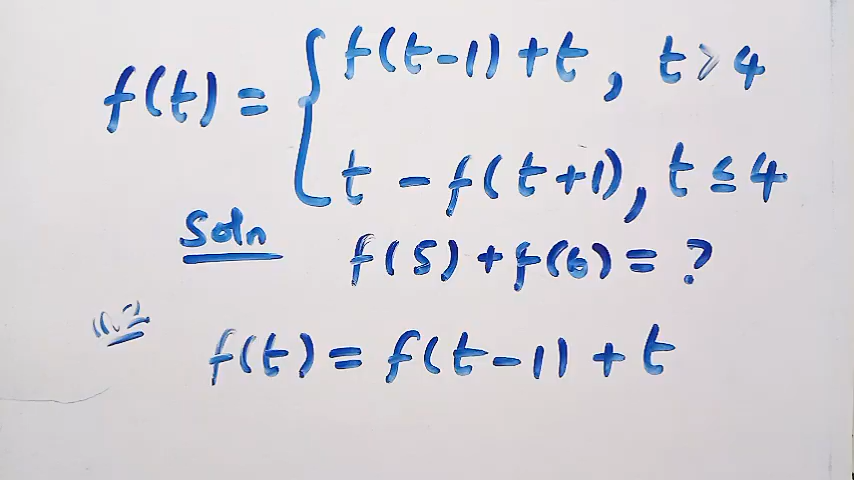 f(t) = { f(t-1) + t, t > 4
t - f(t+1), t ≤ 4
Soln f(5) + f(6) = ?
f(t) = f(t-1) + t